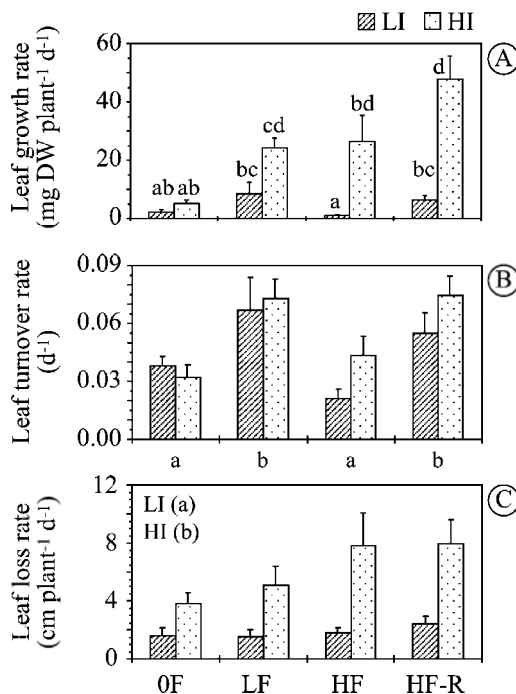 LI HI
A
Leaf growth rate
(mg DW plant⁻¹ d⁻¹)
60
40
20
0
ab ab
bc cd
a bd
bc d
B
Leaf turnover rate
(d⁻¹)
0.09
0.06
0.03
0.00
a b a b
C
Leaf loss rate
(cm plant⁻¹ d⁻¹)
12
8
4
0
LI (a)
HI (b)
0F LF HF HF-R